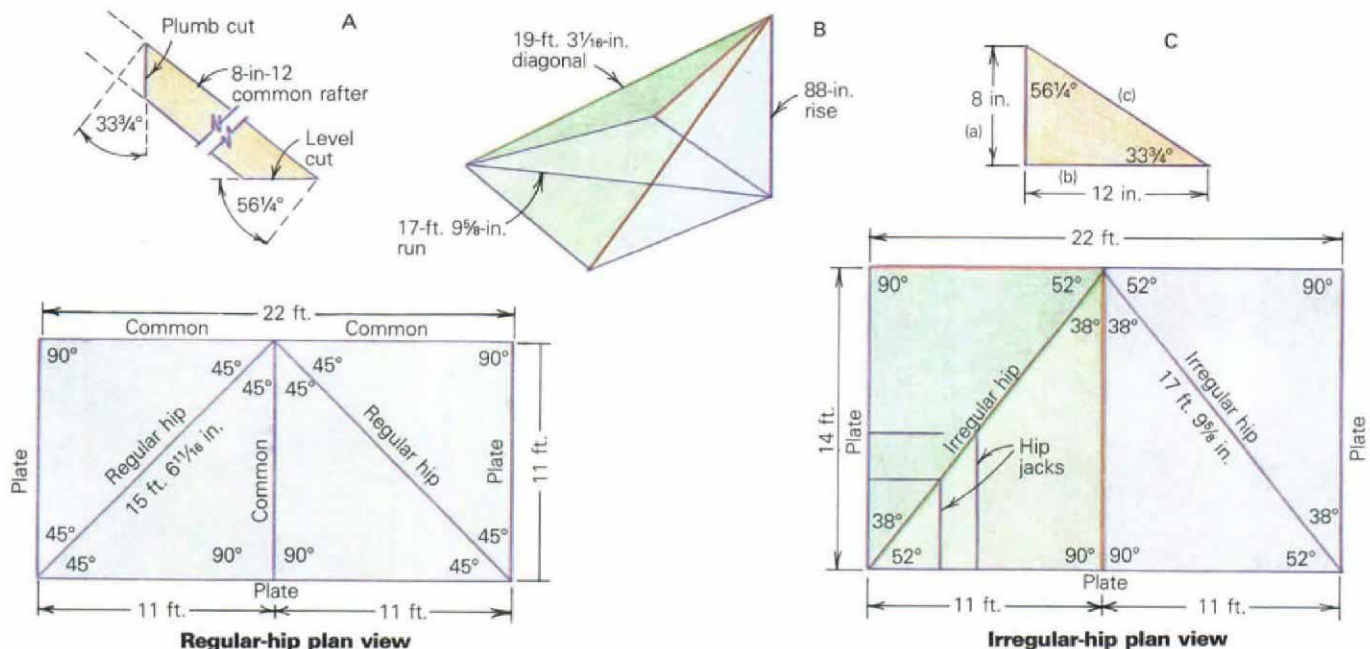 A
Plumb cut
8-in-12
common rafter
33¾°
Level
cut
56¼°
B
19-ft. 3¹⁄₁₆-in.
diagonal
88-in.
rise
17-ft. 9⅝-in.
run
C
8 in.
(a)
56¼°
(c)
33¾°
(b)
12 in.
22 ft.
Common
Common
90°
45°
45°
45°
45°
90°
Regular hip
15 ft. 6¹¹⁄₁₆ in.
Common
Regular hip
Plate
Plate
11 ft.
45°
45°
90°
90°
45°
45°
Plate
11 ft.
11 ft.
Regular-hip plan view
22 ft.
90°
52°
52°
90°
38°
38°
Irregular hip
Irregular hip
17 ft. 9⅝ in.
14 ft.
Plate
Plate
Hip
jacks
38°
52°
90°
90°
38°
52°
Plate
11 ft.
11 ft.
Irregular-hip plan view